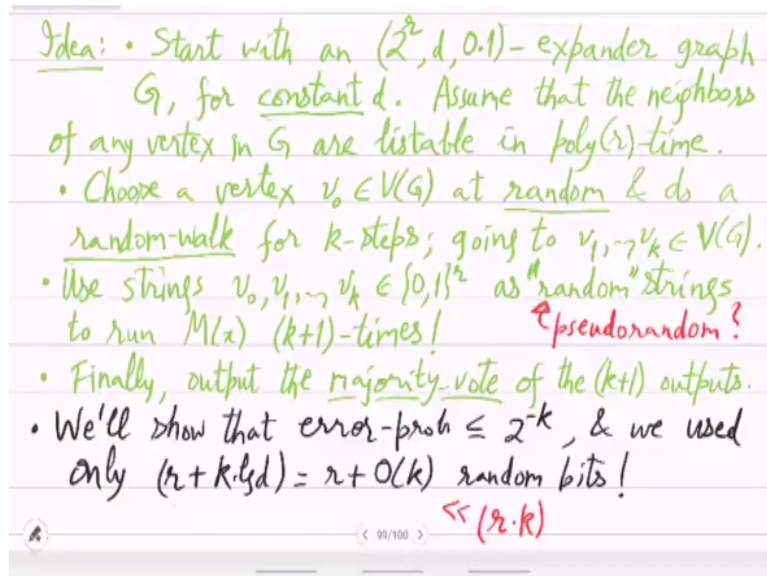 Idea: • Start with an (2^r, d, 0.1)-expander graph
G, for constant d. Assume that the neighbors
of any vertex in G are listable in poly(r)-time.
• Choose a vertex v₀ ∈ V(G) at random & do a
random-walk for k-steps; going to v₁,..,v_k ∈ V(G).
• Use strings v₀,v₁,..,v_k ∈ {0,1}^r as "random" strings
to run M(x) (k+1)-times! ↑pseudorandom?
• Finally, output the majority-vote of the (k+1) outputs.
• We'll show that error-prob ≤ 2^-k, & we used
only (r+k.lgd) = r+O(k) random bits!
<< (r.k)
< 99/100 >